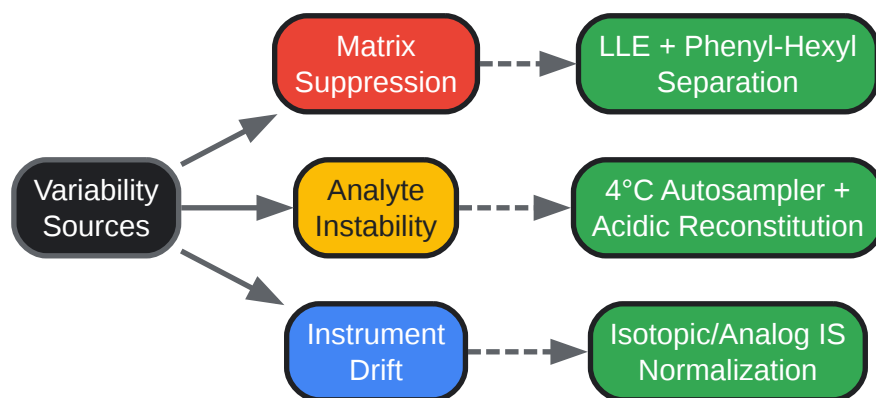 Matrix
Suppression
LLE + Phenyl-Hexyl
Separation
Variability
Sources
Analyte
Instability
4°C Autosampler +
Acidic Reconstitution
Instrument
Drift
Isotopic/Analog IS
Normalization